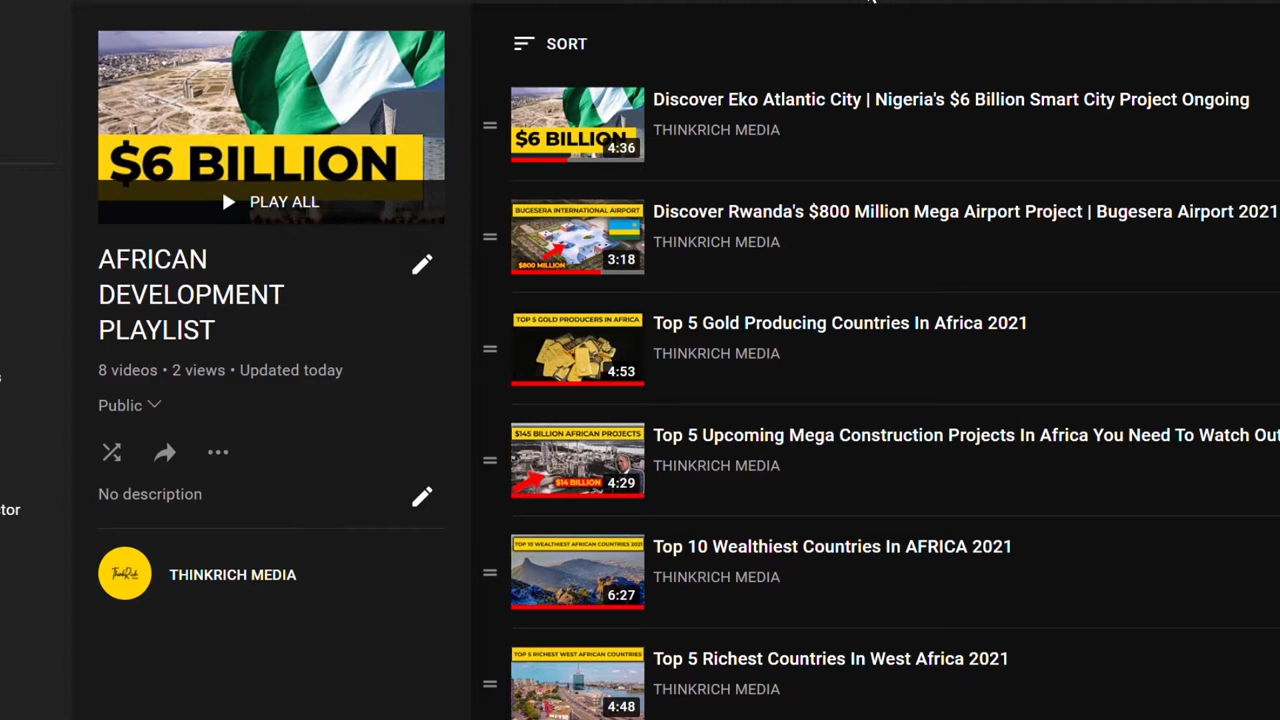 $6 BILLION
PLAY ALL
AFRICAN
DEVELOPMENT
PLAYLIST
8 videos • 2 views • Updated today
Public
No description
ThinkRich
THINKRICH MEDIA
tor
SORT
$6 BILLION
4:36
Discover Eko Atlantic City | Nigeria's $6 Billion Smart City Project Ongoing
THINKRICH MEDIA
BUGESERA INTERNATIONAL AIRPORT
$800 MILLION
3:18
Discover Rwanda's $800 Million Mega Airport Project | Bugesera Airport 2021
THINKRICH MEDIA
TOP 5 GOLD PRODUCERS IN AFRICA
4:53
Top 5 Gold Producing Countries In Africa 2021
THINKRICH MEDIA
$145 BILLION AFRICAN PROJECTS
$14 BILLION
4:29
Top 5 Upcoming Mega Construction Projects In Africa You Need To Watch Out
THINKRICH MEDIA
TOP 10 WEALTHIEST AFRICAN COUNTRIES 2021
6:27
Top 10 Wealthiest Countries In AFRICA 2021
THINKRICH MEDIA
TOP 5 RICHEST WEST AFRICAN COUNTRIES
4:48
Top 5 Richest Countries In West Africa 2021
THINKRICH MEDIA